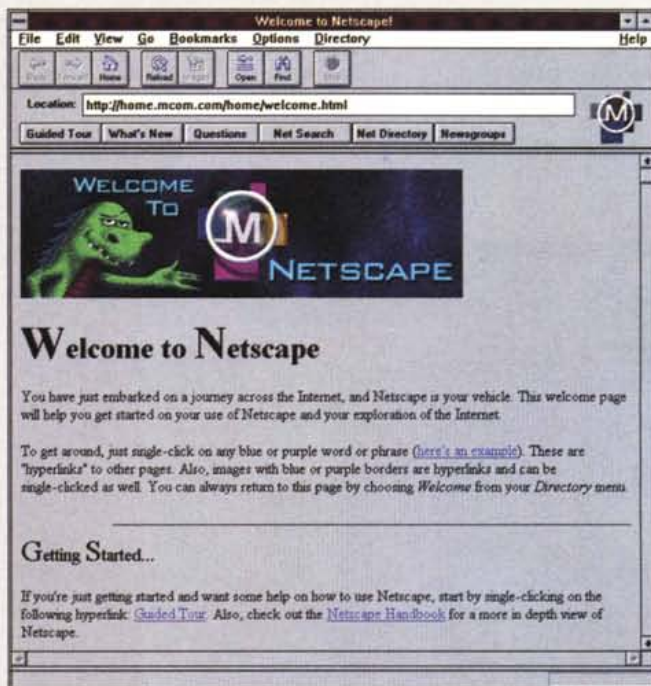 Welcome to Netscape!
File Edit View Go Bookmarks Options Directory Help
Back Forward Home Reload Images Open Find Stop
Location: http://home.mcom.com/home/welcome.html
Guided Tour What's New Questions Net Search Net Directory Newsgroups
M
WELCOME
TO
M
NETSCAPE
Welcome to Netscape
You have just embarked on a journey across the Internet, and Netscape is your vehicle. This welcome page
will help you get started on your use of Netscape and your exploration of the Internet.
To get around, just single-click on any blue or purple word or phrase (here's an example). These are
"hyperlinks" to other pages. Also, images with blue or purple borders are hyperlinks and can be
single-clicked as well. You can always return to this page by choosing Welcome from your Directory menu.
Getting Started...
If you're just getting started and want some help on how to use Netscape, start by single-clicking on the
following hyperlink: Guided Tour. Also, check out the Netscape Handbook for a more in depth view of
Netscape.